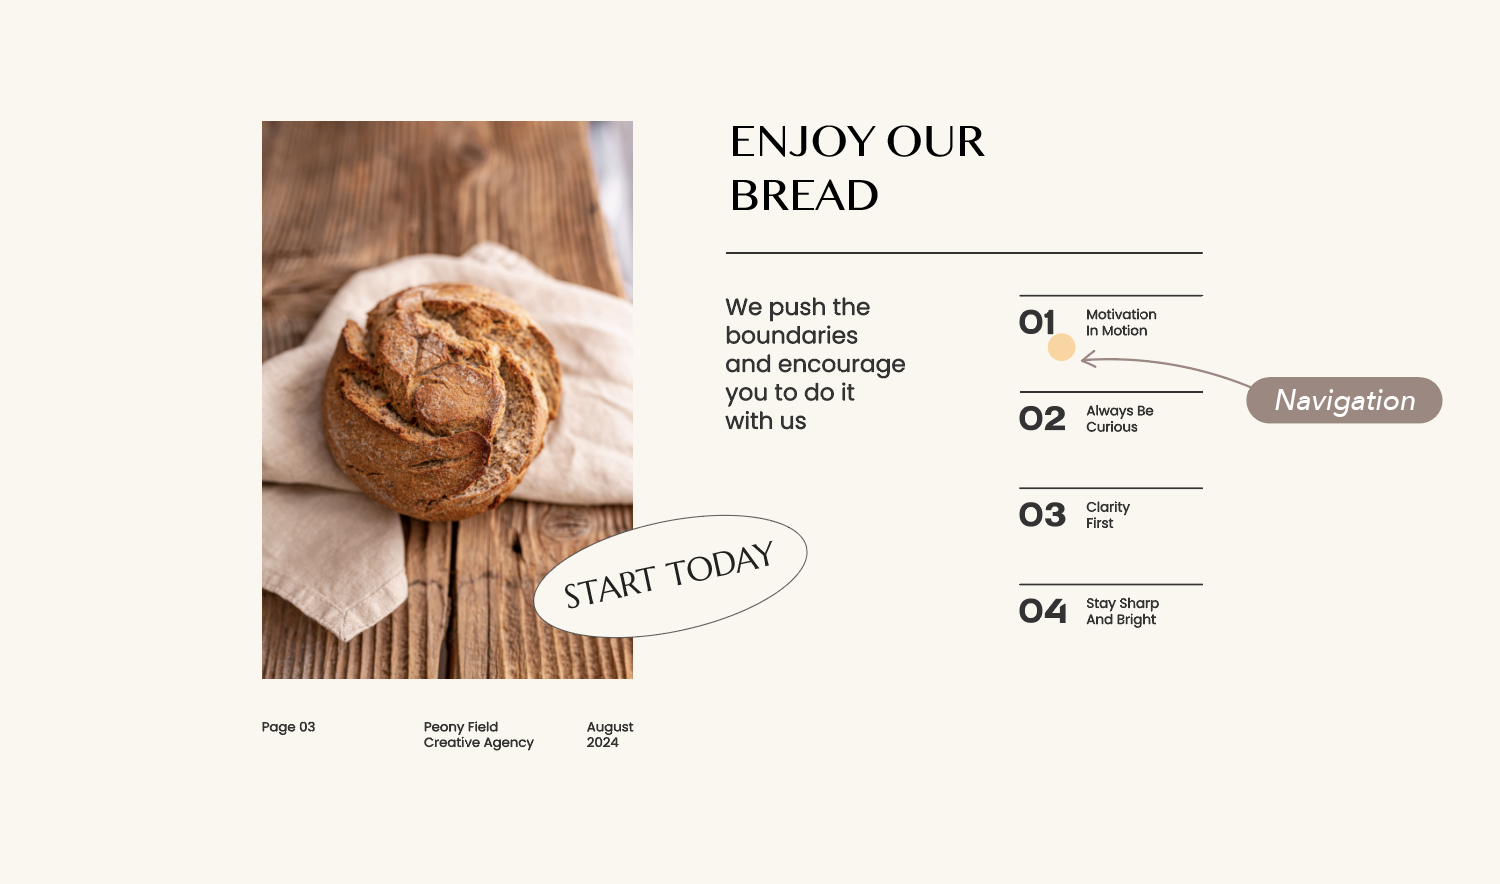 ENJOY OUR
BREAD
We push the
boundaries
and encourage
you to do it
with us
01
Motivation
In Motion
Navigation
02
Always Be
Curious
03
Clarity
First
04
Stay Sharp
And Bright
START TODAY
Page 03
Peony Field
Creative Agency
August
2024